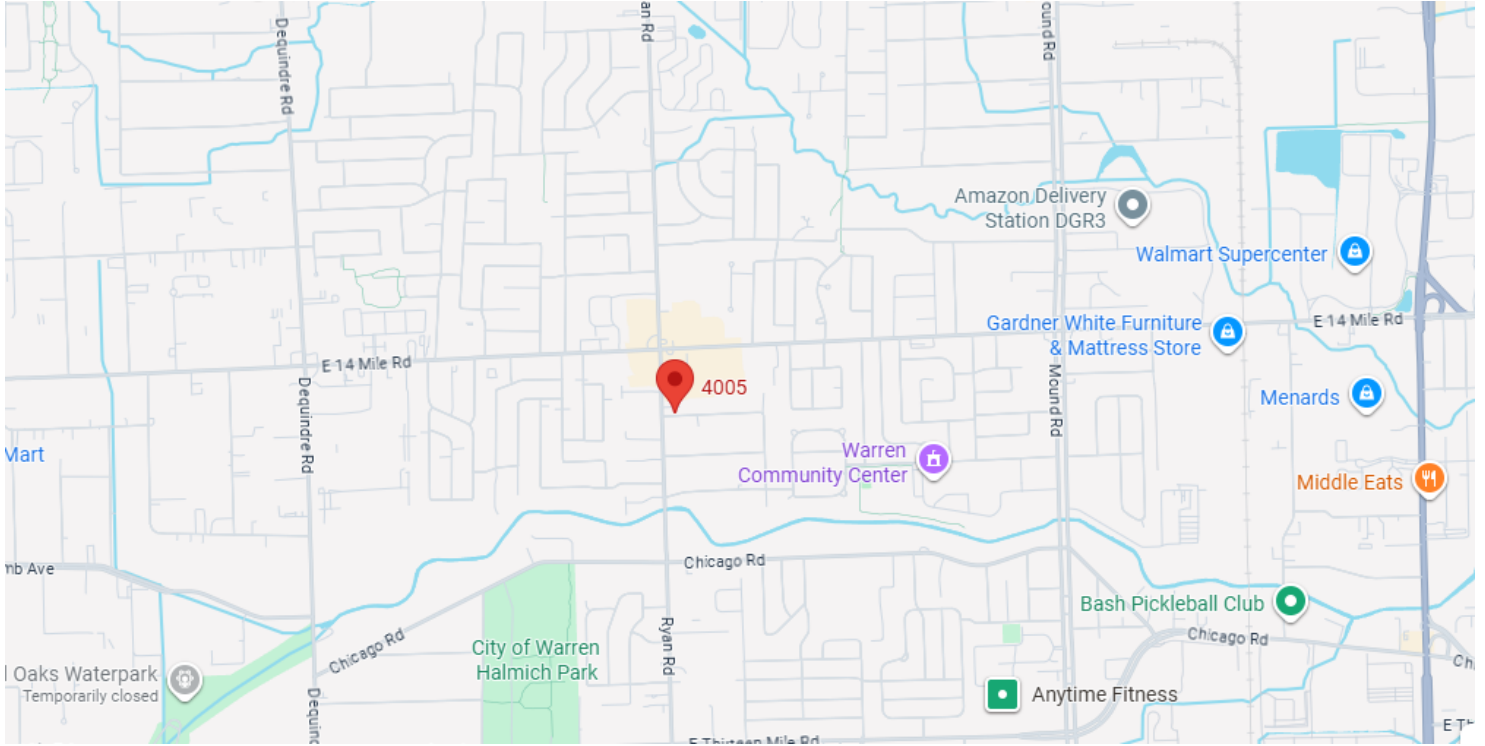 an Rd
ound Rd
Dequindre Rd
Amazon Delivery
Station DGR3
Walmart Supercenter
Gardner White Furniture
& Mattress Store
E 14 Mile Rd
E 14 Mile Rd
4005
Dequindre Rd
Mound Rd
Menards
Mart
Warren
Community Center
Middle Eats
Chicago Rd
mb Ave
Bash Pickleball Club
Chicago Rd
Chicago Rd
Ryan Rd
City of Warren
Halmich Park
Ch
l Oaks Waterpark
Temporarily closed
Anytime Fitness
Dequinc
E Thirteen Mile Rd
E Th